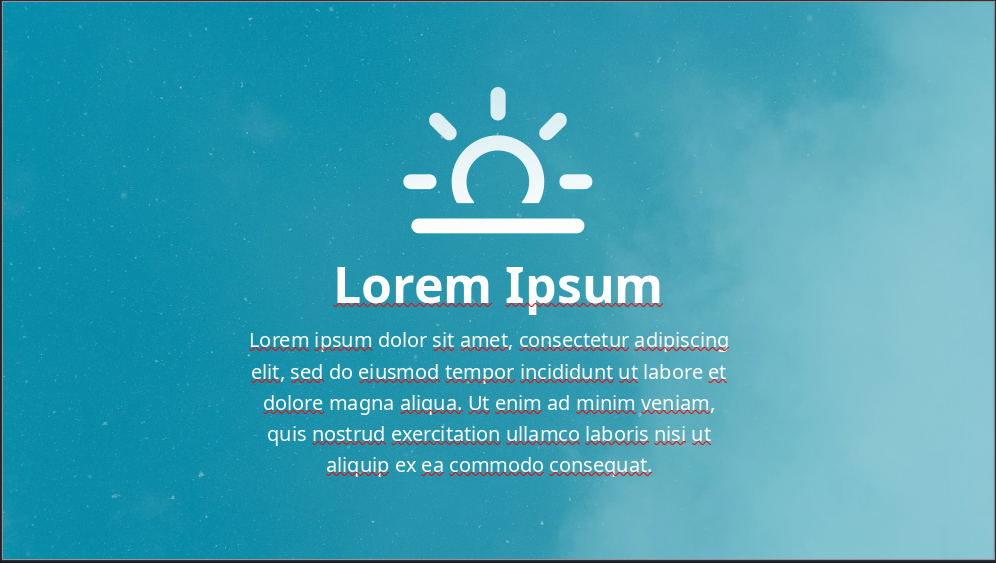 Lorem Ipsum
Lorem ipsum dolor sit amet, consectetur adipiscing
elit, sed do eiusmod tempor incididunt ut labore et
dolore magna aliqua. Ut enim ad minim veniam,
quis nostrud exercitation ullamco laboris nisi ut
aliquip ex ea commodo consequat.